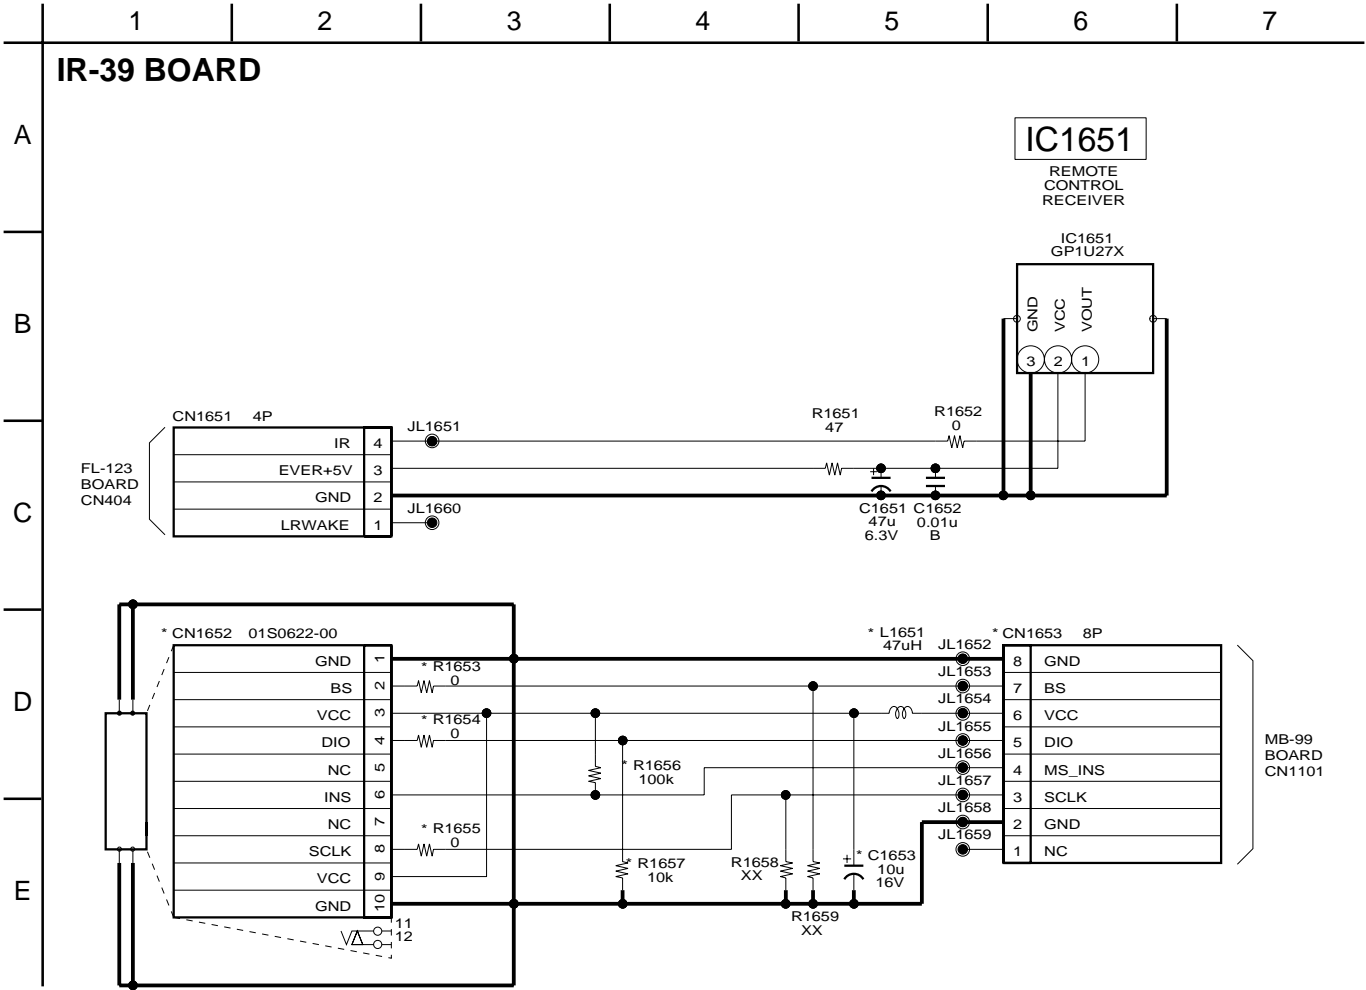 1 2 3 4 5 6 7
IR-39 BOARD
A
B
C
D
E
IC1651
REMOTE
CONTROL
RECEIVER
IC1651
GP1U27X
GND VCC VOUT
3 2 1
CN1651 4P
FL-123
BOARD
CN404
IR 4
EVER+5V 3
GND 2
LRWAKE 1
JL1651
JL1660
R1651
47
R1652
0
+
C1651
47u
6.3V
C1652
0.01u
B
* CN1652 01S0622-00
GND 1
BS 2
VCC 3
DIO 4
NC 5
INS 6
NC 7
SCLK 8
VCC 9
GND 10
11
12
* R1653
0
* R1654
0
* R1655
0
* R1656
100k
* R1657
10k
R1658
XX
R1659
XX
+
* C1653
10u
16V
* L1651
47uH
JL1652
JL1653
JL1654
JL1655
JL1656
JL1657
JL1658
JL1659
* CN1653 8P
8 GND
7 BS
6 VCC
5 DIO
4 MS_INS
3 SCLK
2 GND
1 NC
MB-99
BOARD
CN1101